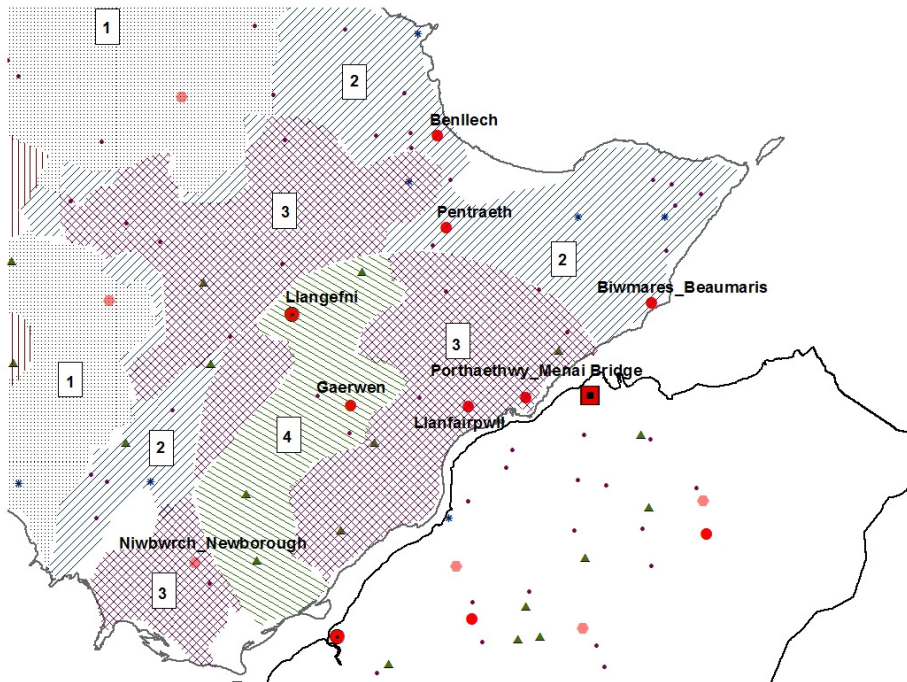 1
2
Benllech
3
Pentraeth
2
Biwmares_Beaumaris
Llangefni
3
1
Porthaethwy_Menai Bridge
Gaerwen
Llanfairpwll
4
2
Niwbwrch_Newborough
3